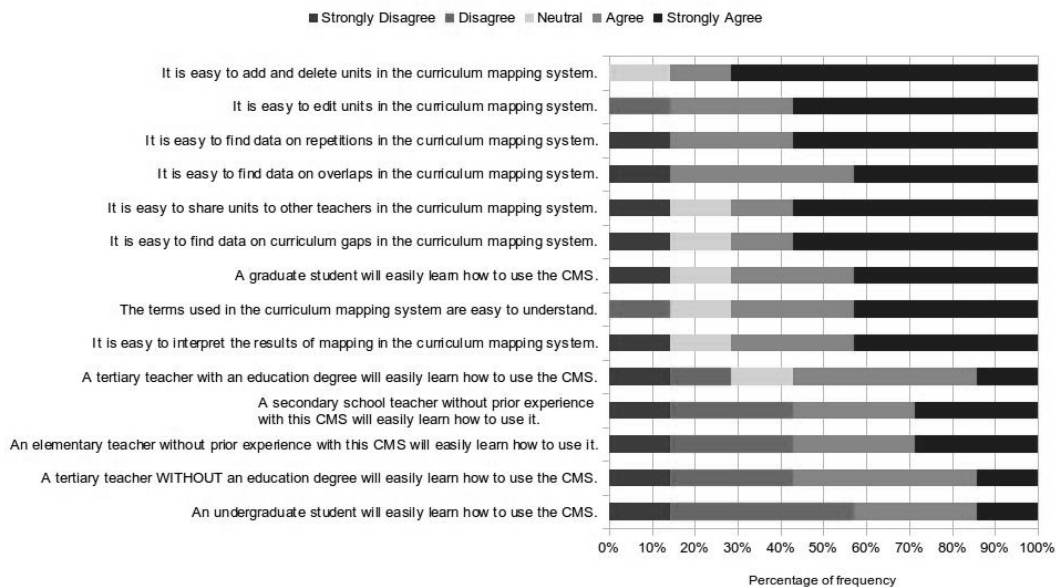 Strongly Disagree Disagree Neutral Agree Strongly Agree
It is easy to add and delete units in the curriculum mapping system.
It is easy to edit units in the curriculum mapping system.
It is easy to find data on repetitions in the curriculum mapping system.
It is easy to find data on overlaps in the curriculum mapping system.
It is easy to share units to other teachers in the curriculum mapping system.
It is easy to find data on curriculum gaps in the curriculum mapping system.
A graduate student will easily learn how to use the CMS.
The terms used in the curriculum mapping system are easy to understand.
It is easy to interpret the results of mapping in the curriculum mapping system.
A tertiary teacher with an education degree will easily learn how to use the CMS.
A secondary school teacher without prior experience
with this CMS will easily learn how to use it.
An elementary teacher without prior experience with this CMS will easily learn how to use it.
A tertiary teacher WITHOUT an education degree will easily learn how to use the CMS.
An undergraduate student will easily learn how to use the CMS.
0% 10% 20% 30% 40% 50% 60% 70% 80% 90% 100%
Percentage of frequency